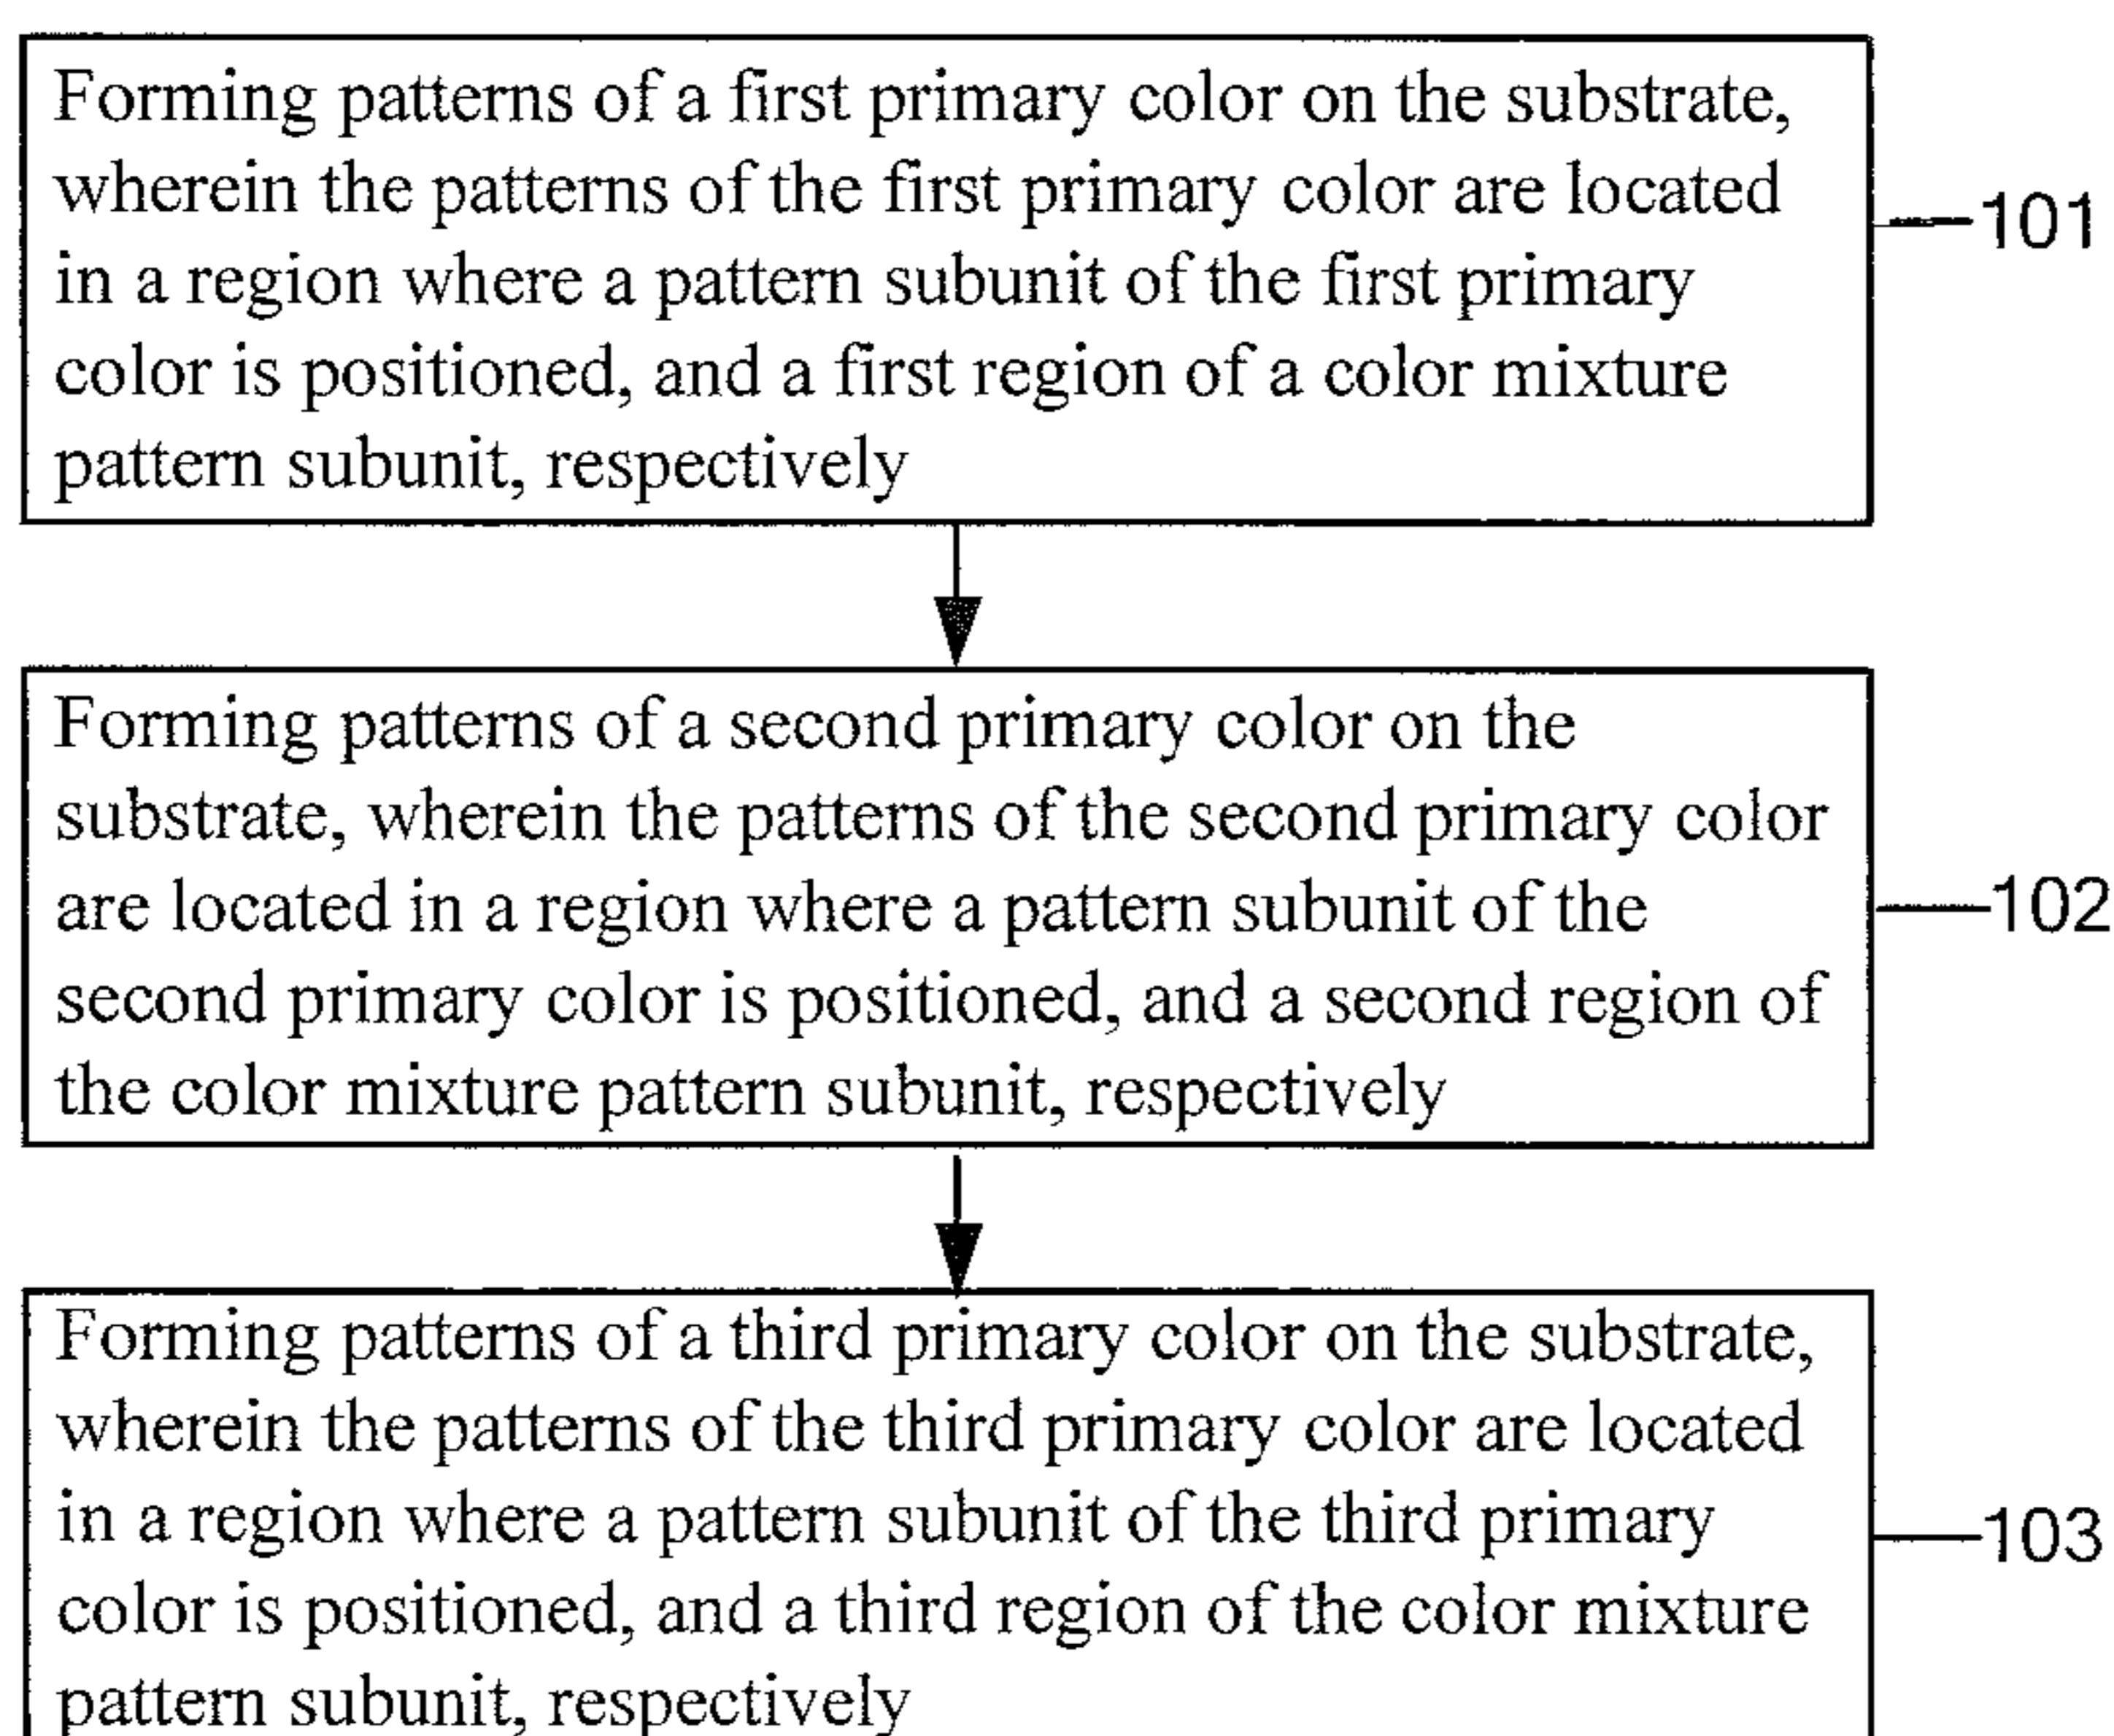 Forming patterns of a first primary color on the substrate,
wherein the patterns of the first primary color are located
in a region where a pattern subunit of the first primary
color is positioned, and a first region of a color mixture
pattern subunit, respectively
101
Forming patterns of a second primary color on the
substrate, wherein the patterns of the second primary color
are located in a region where a pattern subunit of the
second primary color is positioned, and a second region of
the color mixture pattern subunit, respectively
102
Forming patterns of a third primary color on the substrate,
wherein the patterns of the third primary color are located
in a region where a pattern subunit of the third primary
color is positioned, and a third region of the color mixture
pattern subunit, respectively
103